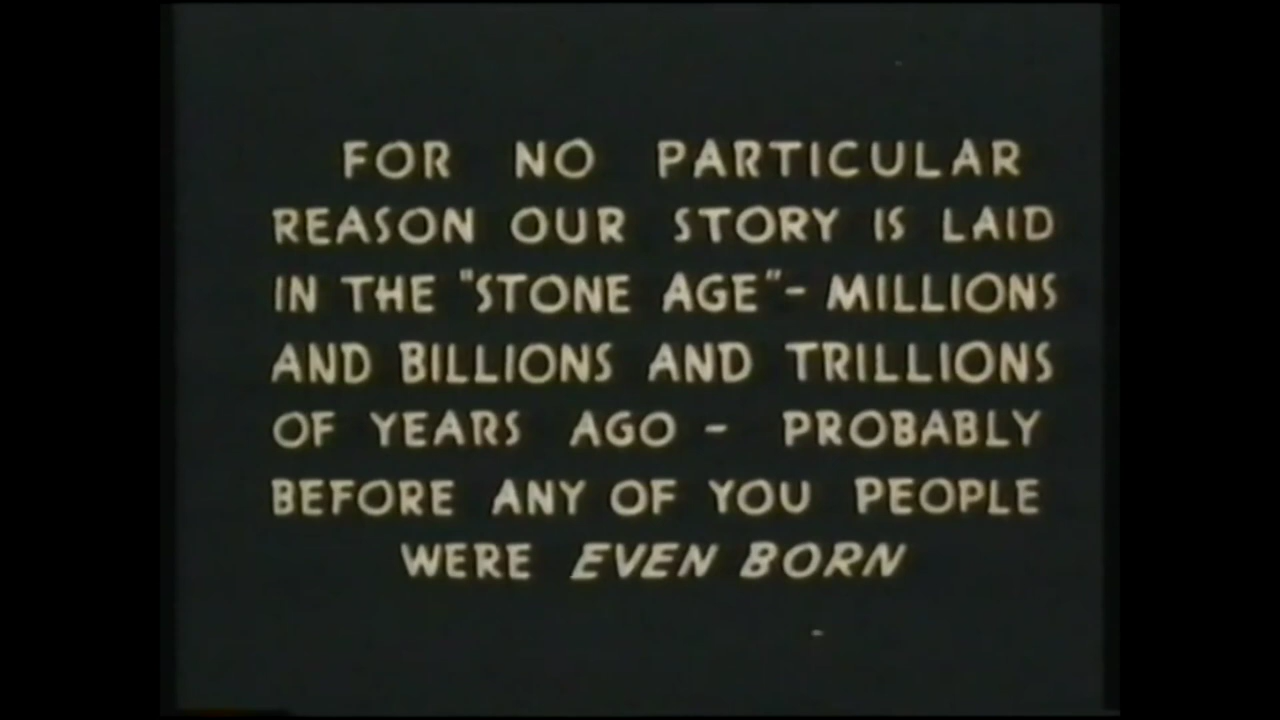 FOR NO PARTICULAR
REASON OUR STORY IS LAID
IN THE "STONE AGE"- MILLIONS
AND BILLIONS AND TRILLIONS
OF YEARS AGO - PROBABLY
BEFORE ANY OF YOU PEOPLE
WERE EVEN BORN